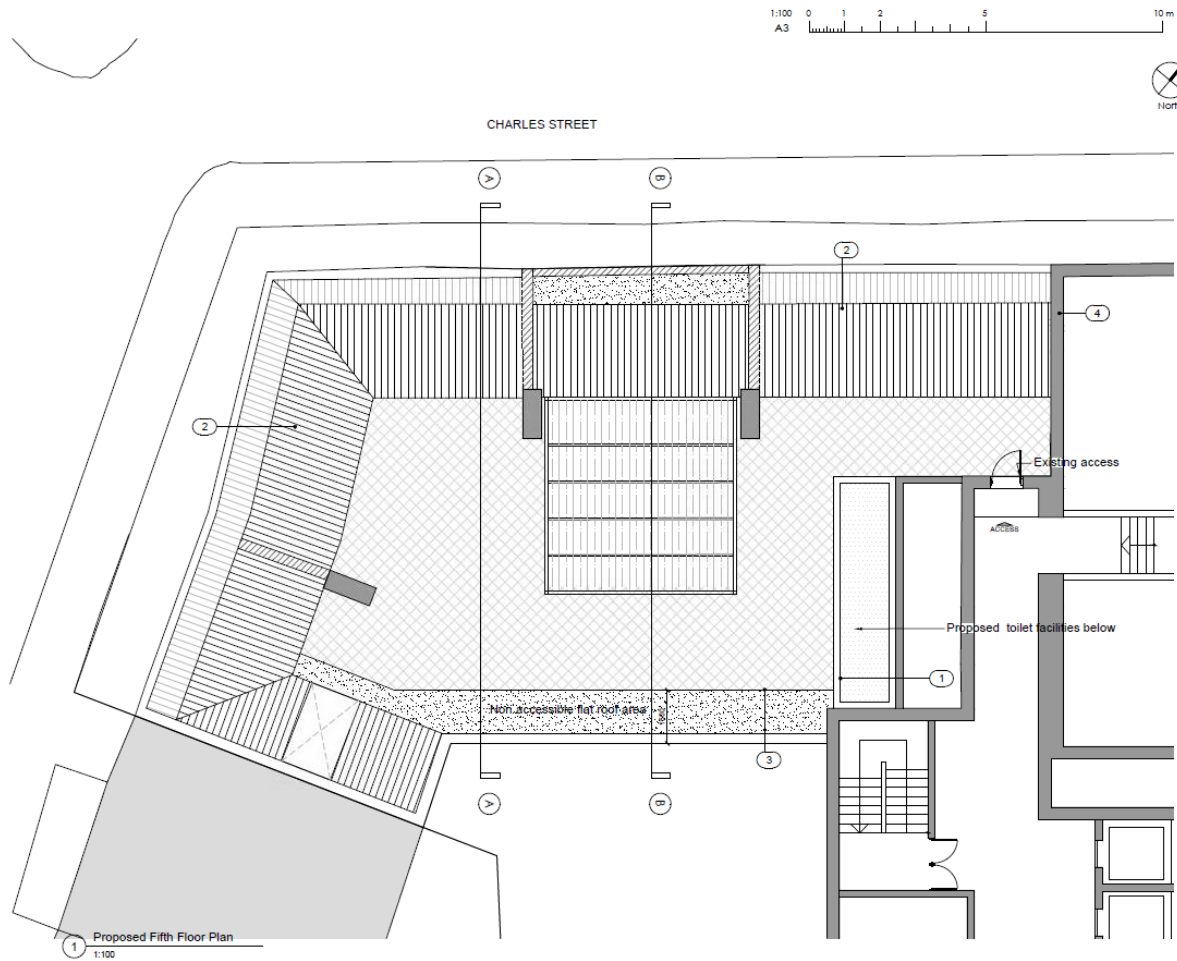 1:100 0 1 2 5 10 m
A3
CHARLES STREET
A
B
2
4
2
Existing access
ACCESS
Proposed toilet facilities below
1
Non accessible flat roof area
3
A
B
1 Proposed Fifth Floor Plan
1:100